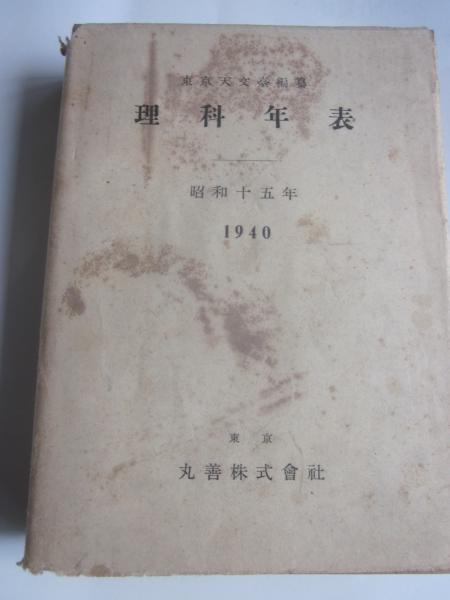 東京天文臺編纂
理科年表
昭和十五年
1940
東京
丸善株式會社